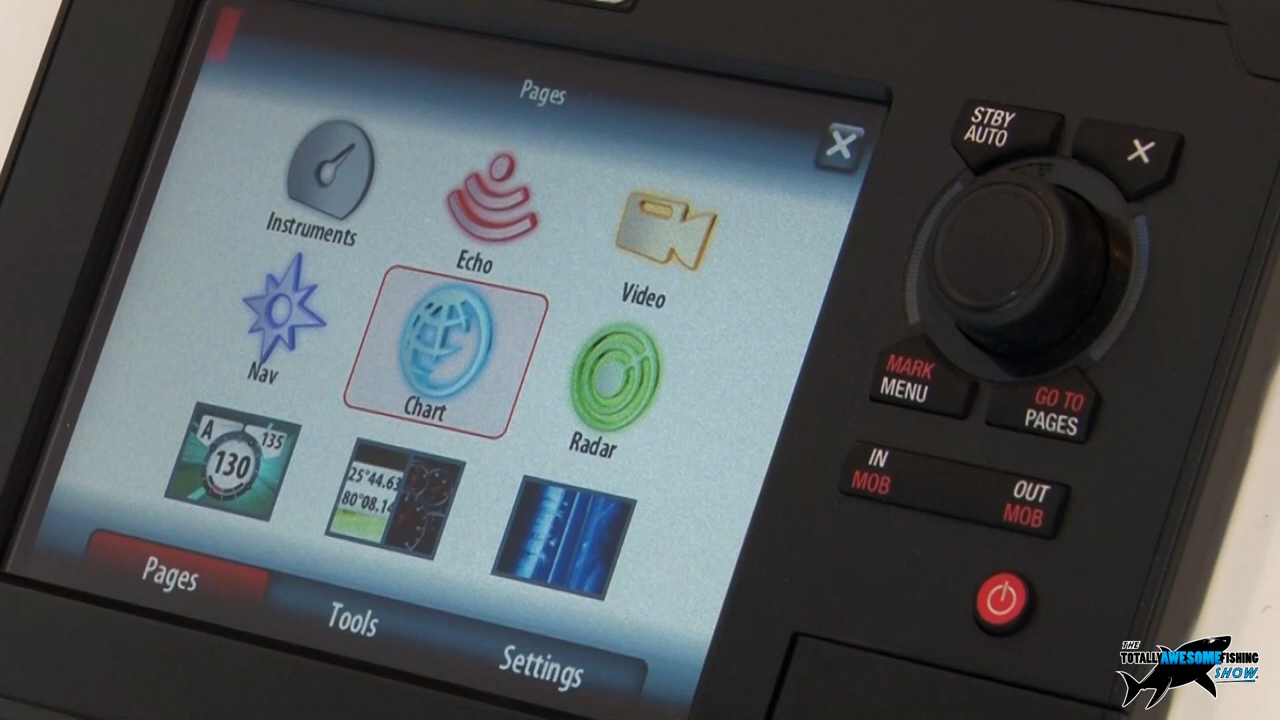 Pages
Instruments
Echo
Video
Nav
Chart
Radar
A
135
130
25°44.63
80°08.14
Pages
Tools
Settings
STBY
AUTO
X
MARK
MENU
GO TO
PAGES
IN
MOB
OUT
MOB
THE
TOTALLY AWESOME FISHING
SHOW.